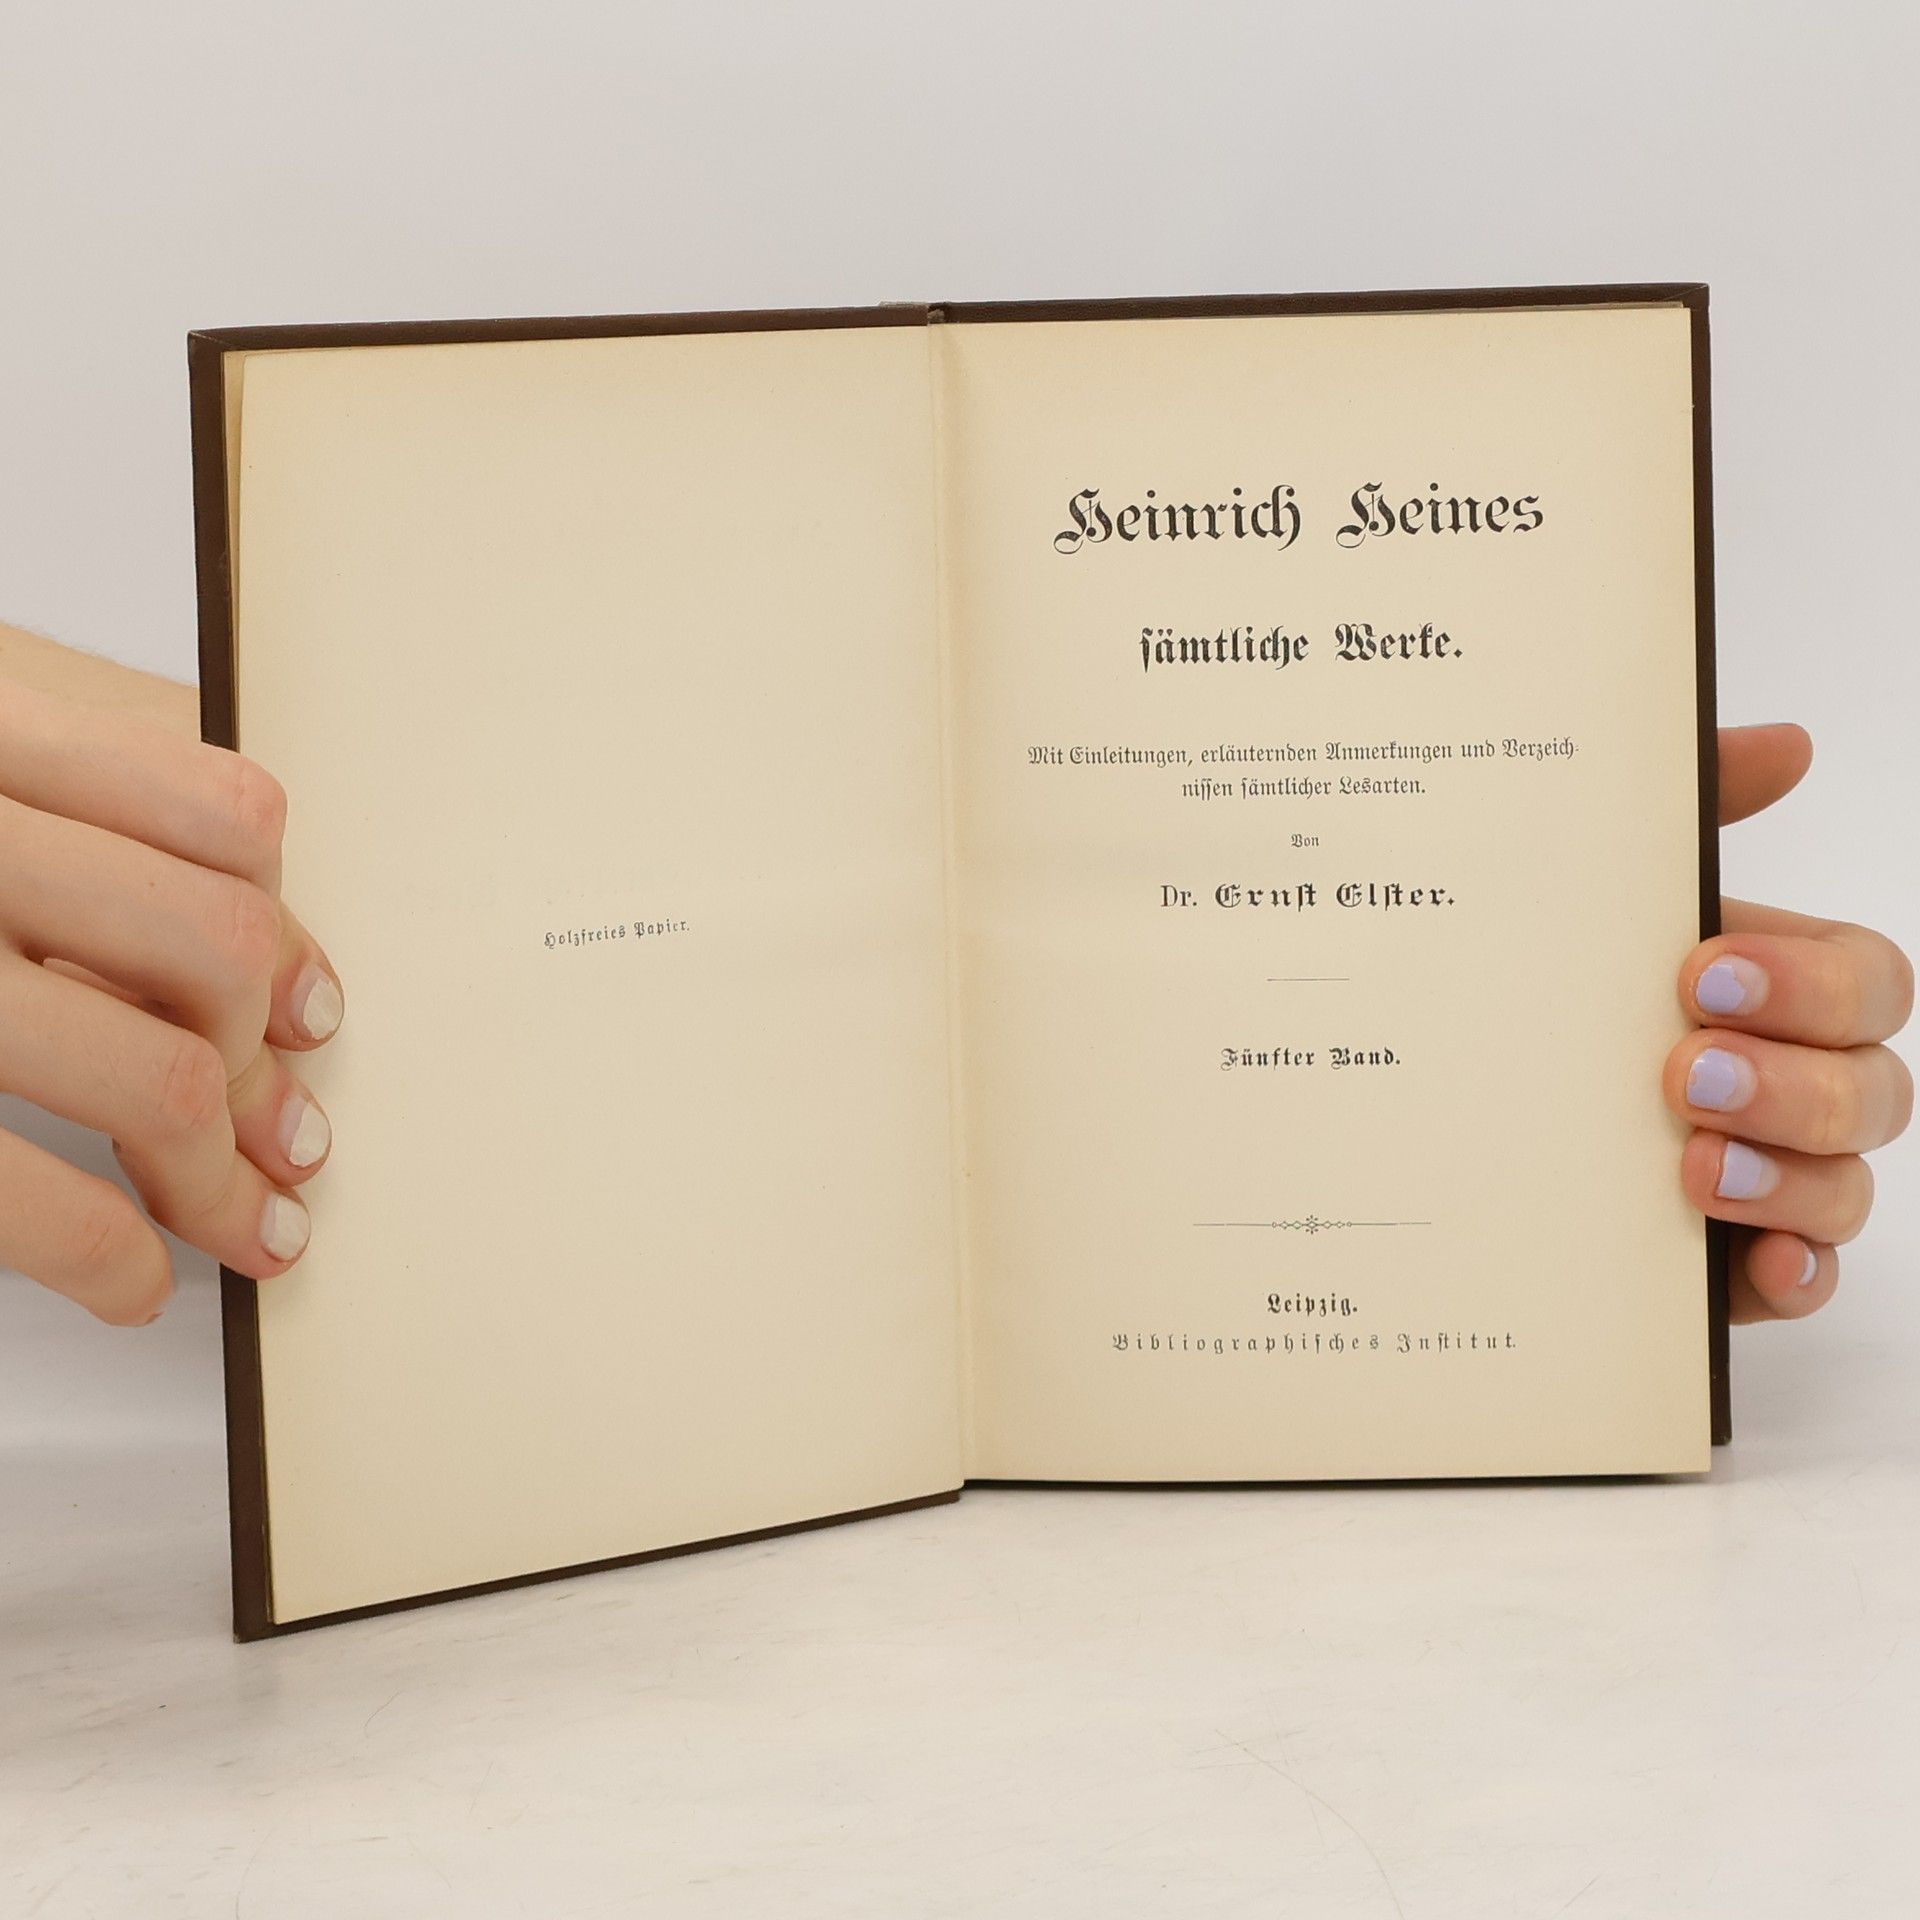 Holzfreies Papier.
Heinrich Heines
sämtliche Werke.
Mit Einleitungen, erläuternden Anmerkungen und Verzeich-
nissen sämtlicher Lesarten.
Von
Dr. Ernst Elster.
Fünfter Band.
Leipzig.
Bibliographisches Institut.